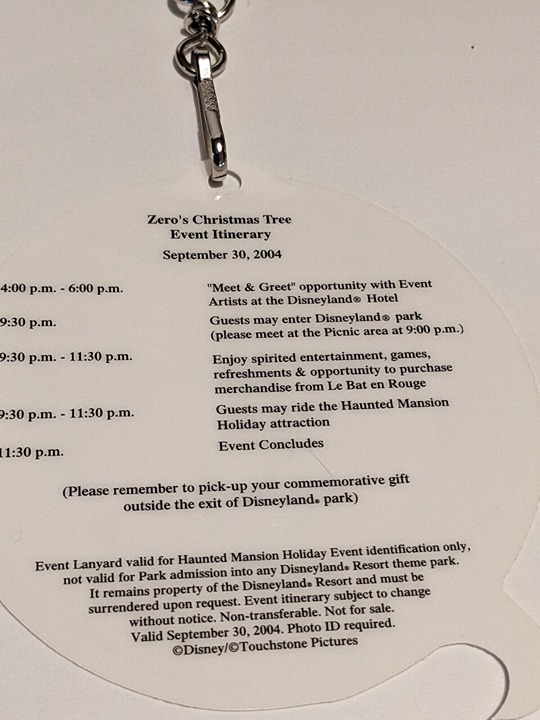 Zero's Christmas Tree
Event Itinerary
September 30, 2004
4:00 p.m. - 6:00 p.m. "Meet & Greet" opportunity with Event
Artists at the Disneyland® Hotel
9:30 p.m. Guests may enter Disneyland® park
(please meet at the Picnic area at 9:00 p.m.)
9:30 p.m. - 11:30 p.m. Enjoy spirited entertainment, games,
refreshments & opportunity to purchase
merchandise from Le Bat en Rouge
9:30 p.m. - 11:30 p.m. Guests may ride the Haunted Mansion
Holiday attraction
11:30 p.m. Event Concludes
(Please remember to pick-up your commemorative gift
outside the exit of Disneyland® park)
Event Lanyard valid for Haunted Mansion Holiday Event identification only,
not valid for Park admission into any Disneyland® Resort theme park.
It remains property of the Disneyland® Resort and must be
surrendered upon request. Event itinerary subject to change
without notice. Non-transferable. Not for sale.
Valid September 30, 2004. Photo ID required.
©Disney/©Touchstone Pictures